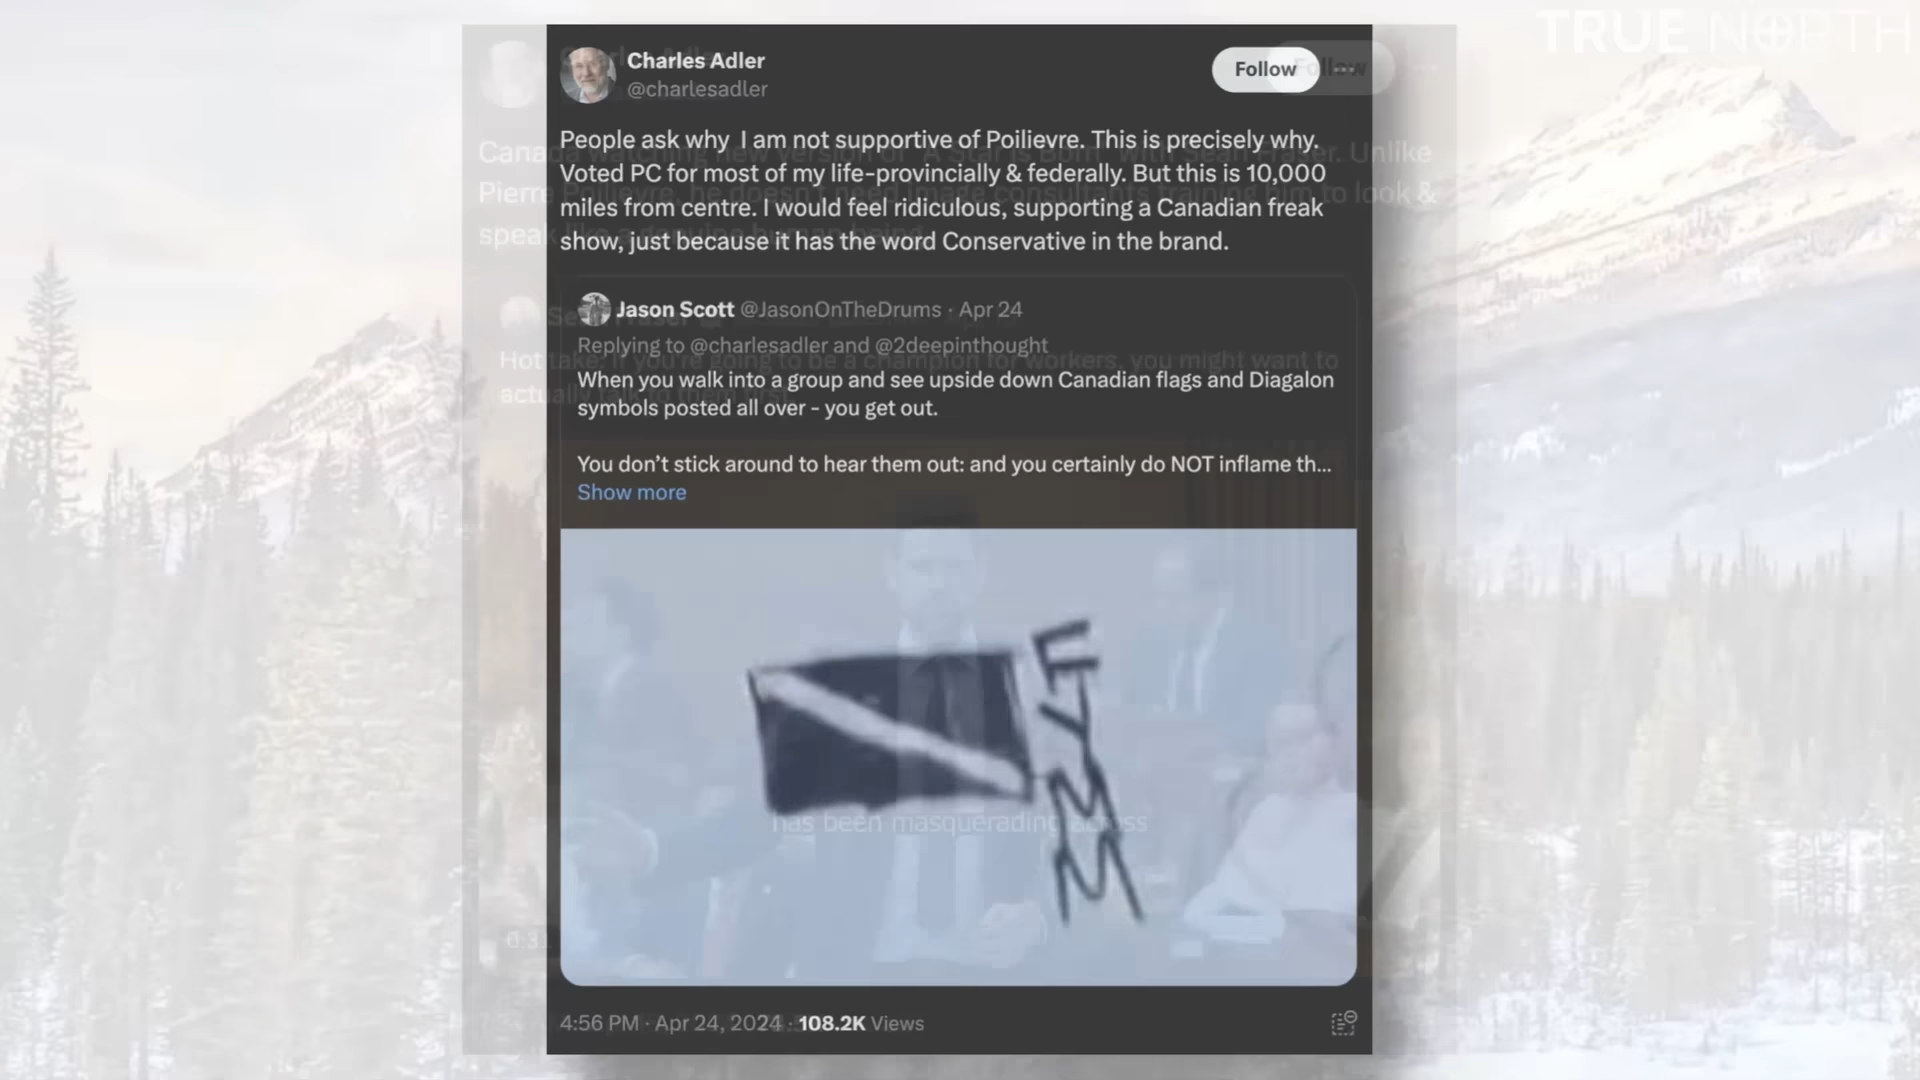 TRUE NORTH
Charles Adler
@charlesadler
Follow
People ask why I am not supportive of Poilievre. This is precisely why.
Voted PC for most of my life-provincially & federally. But this is 10,000
miles from centre. I would feel ridiculous, supporting a Canadian freak
show, just because it has the word Conservative in the brand.
Jason Scott @JasonOnTheDrums · Apr 24
Replying to @charlesadler and @2deepinthought
When you walk into a group and see upside down Canadian flags and Diagalon
symbols posted all over - you get out.
You don't stick around to hear them out: and you certainly do NOT inflame th...
Show more
FYMM
has been masquerading across
4:56 PM · Apr 24, 2024 · 108.2K Views